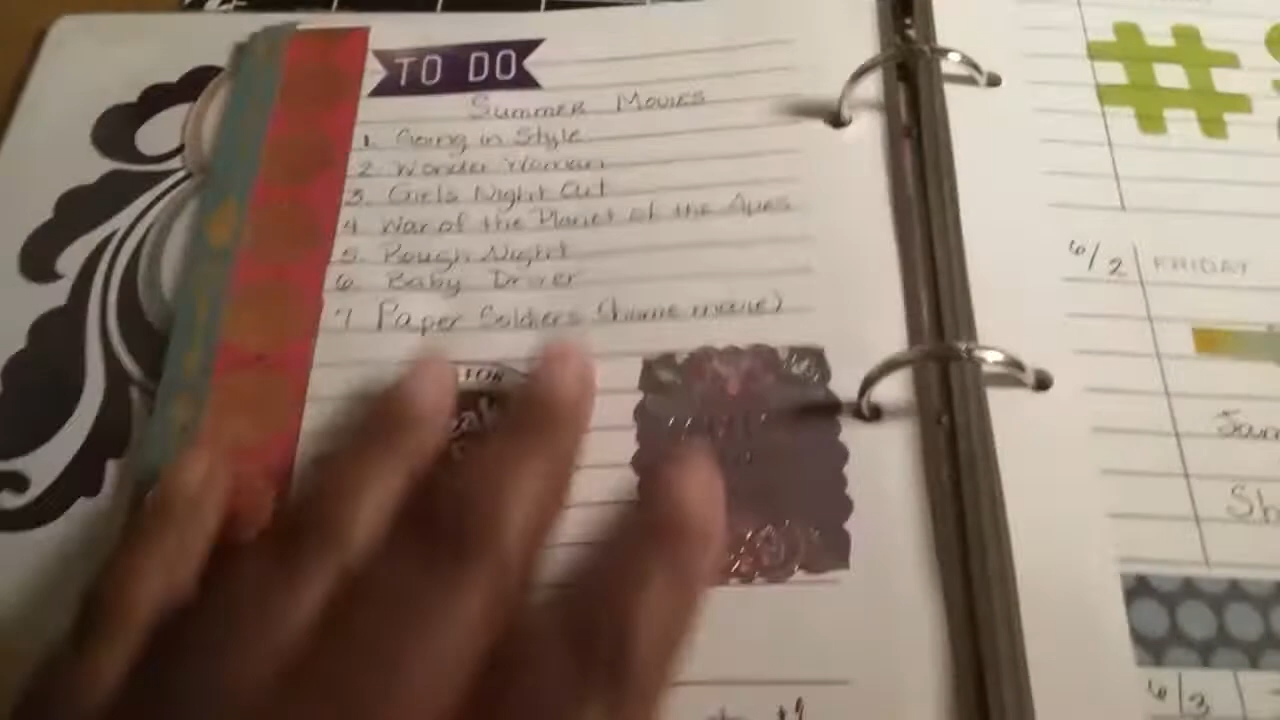 TO DO
Summer Movies
1. Going in Style
2. Wonder Woman
3. Girls Night Out
4. War of the Planet of the Apes
5. Rough Night
6. Baby Driver
7 Paper Soldiers (home movie)
FOR
#
6/2 FRIDAY
6/3